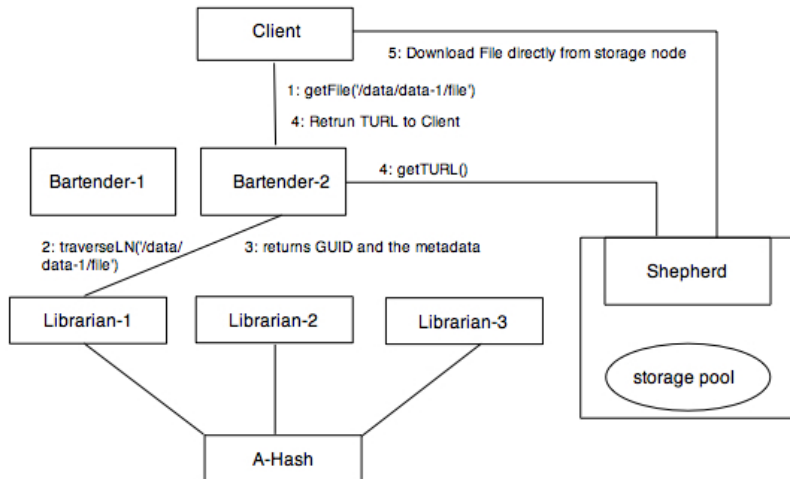 Client
5: Download File directly from storage node
1: getFile('/data/data-1/file')
4: Retrun TURL to Client
Bartender-1
Bartender-2
4: getTURL()
2: traverseLN('/data/
data-1/file')
3: returns GUID and the metadata
Shepherd
Librarian-1
Librarian-2
Librarian-3
storage pool
A-Hash